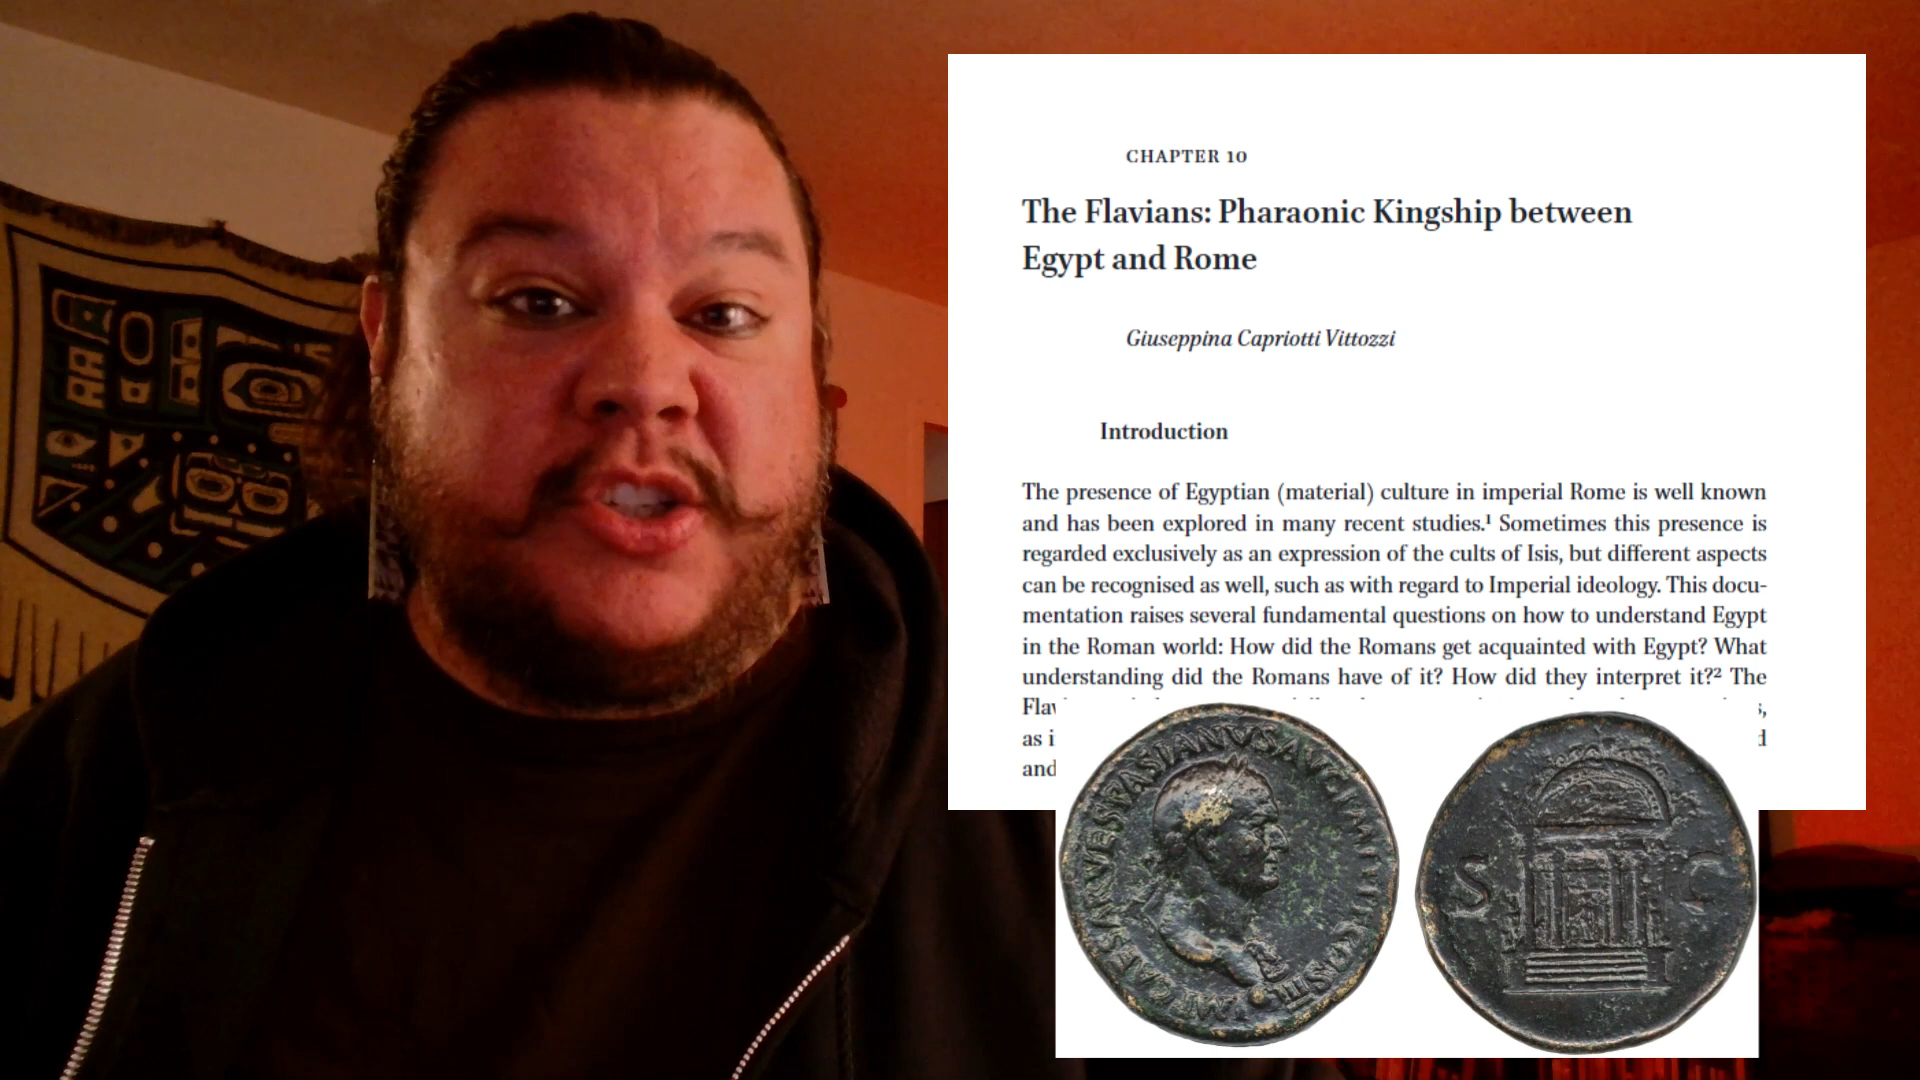 CHAPTER 10
The Flavians: Pharaonic Kingship between
Egypt and Rome
Giuseppina Capriotti Vittozzi
Introduction
The presence of Egyptian (material) culture in imperial Rome is well known
and has been explored in many recent studies.¹ Sometimes this presence is
regarded exclusively as an expression of the cults of Isis, but different aspects
can be recognised as well, such as with regard to Imperial ideology. This docu-
mentation raises several fundamental questions on how to understand Egypt
in the Roman world: How did the Romans get acquainted with Egypt? What
understanding did the Romans have of it? How did they interpret it?² The
and
S C